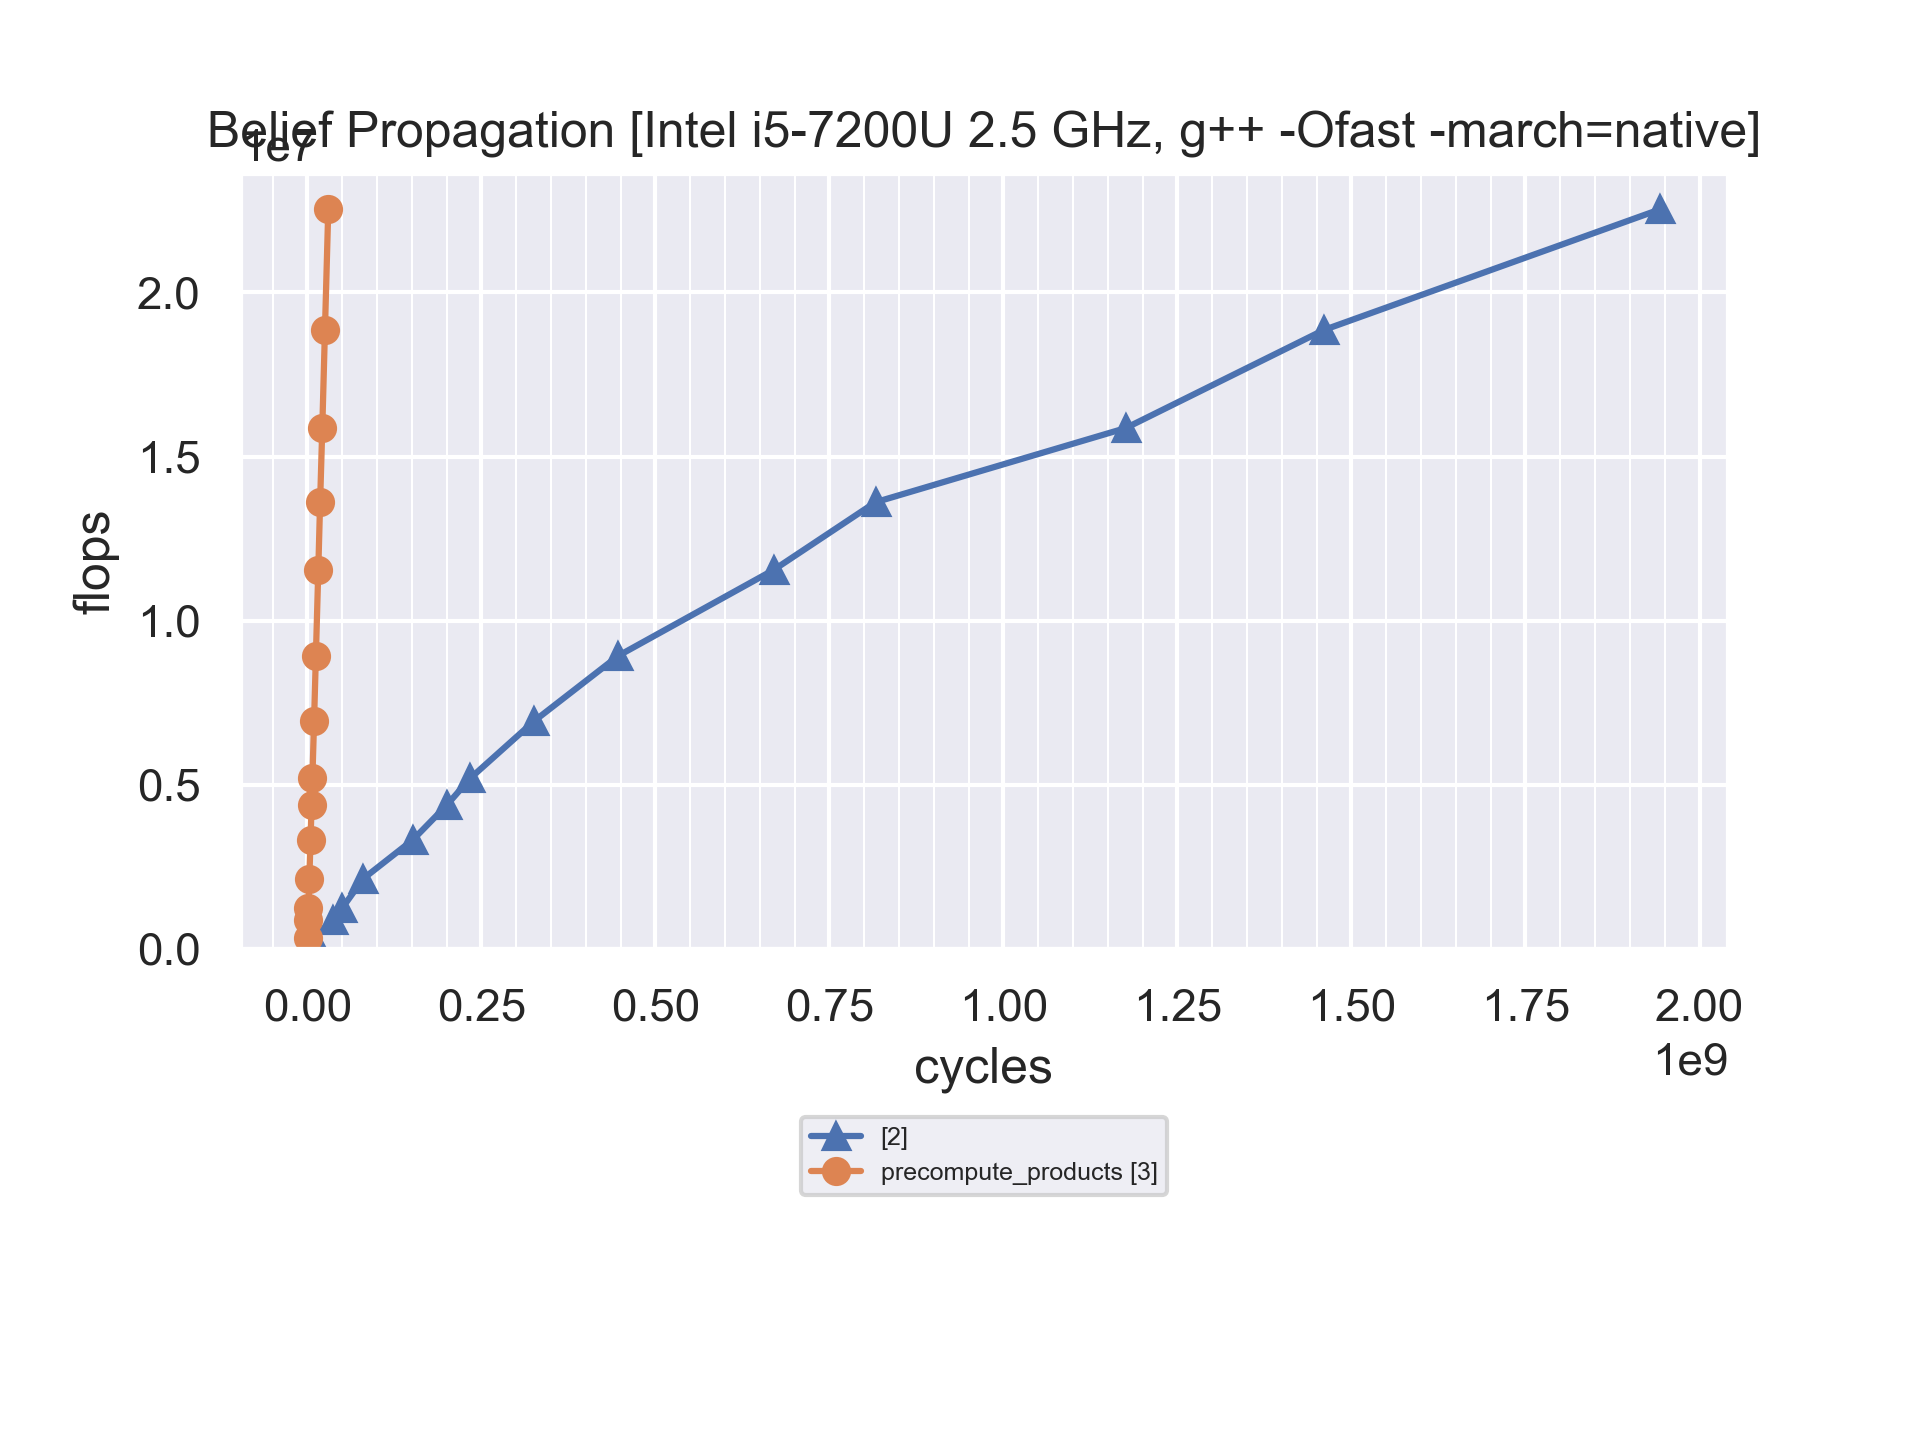 Belief Propagation [Intel i5-7200U 2.5 GHz, g++ -Ofast -march=native]
1e7
2.0
1.5
1.0
0.5
0.0
flops
0.00 0.25 0.50 0.75 1.00 1.25 1.50 1.75 2.00
1e9
cycles
[2]
precompute_products [3]